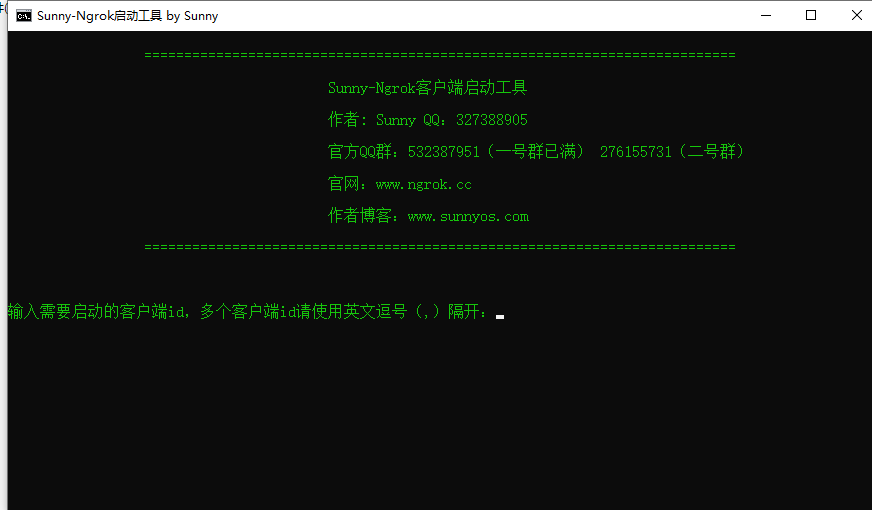 Sunny-Ngrok启动工具 by Sunny
==========================================================================
Sunny-Ngrok客户端启动工具
作者: Sunny QQ：327388905
官方QQ群：532387951（一号群已满） 276155731（二号群）
官网：www.ngrok.cc
作者博客：www.sunnyos.com
==========================================================================
输入需要启动的客户端id，多个客户端id请使用英文逗号（,）隔开：